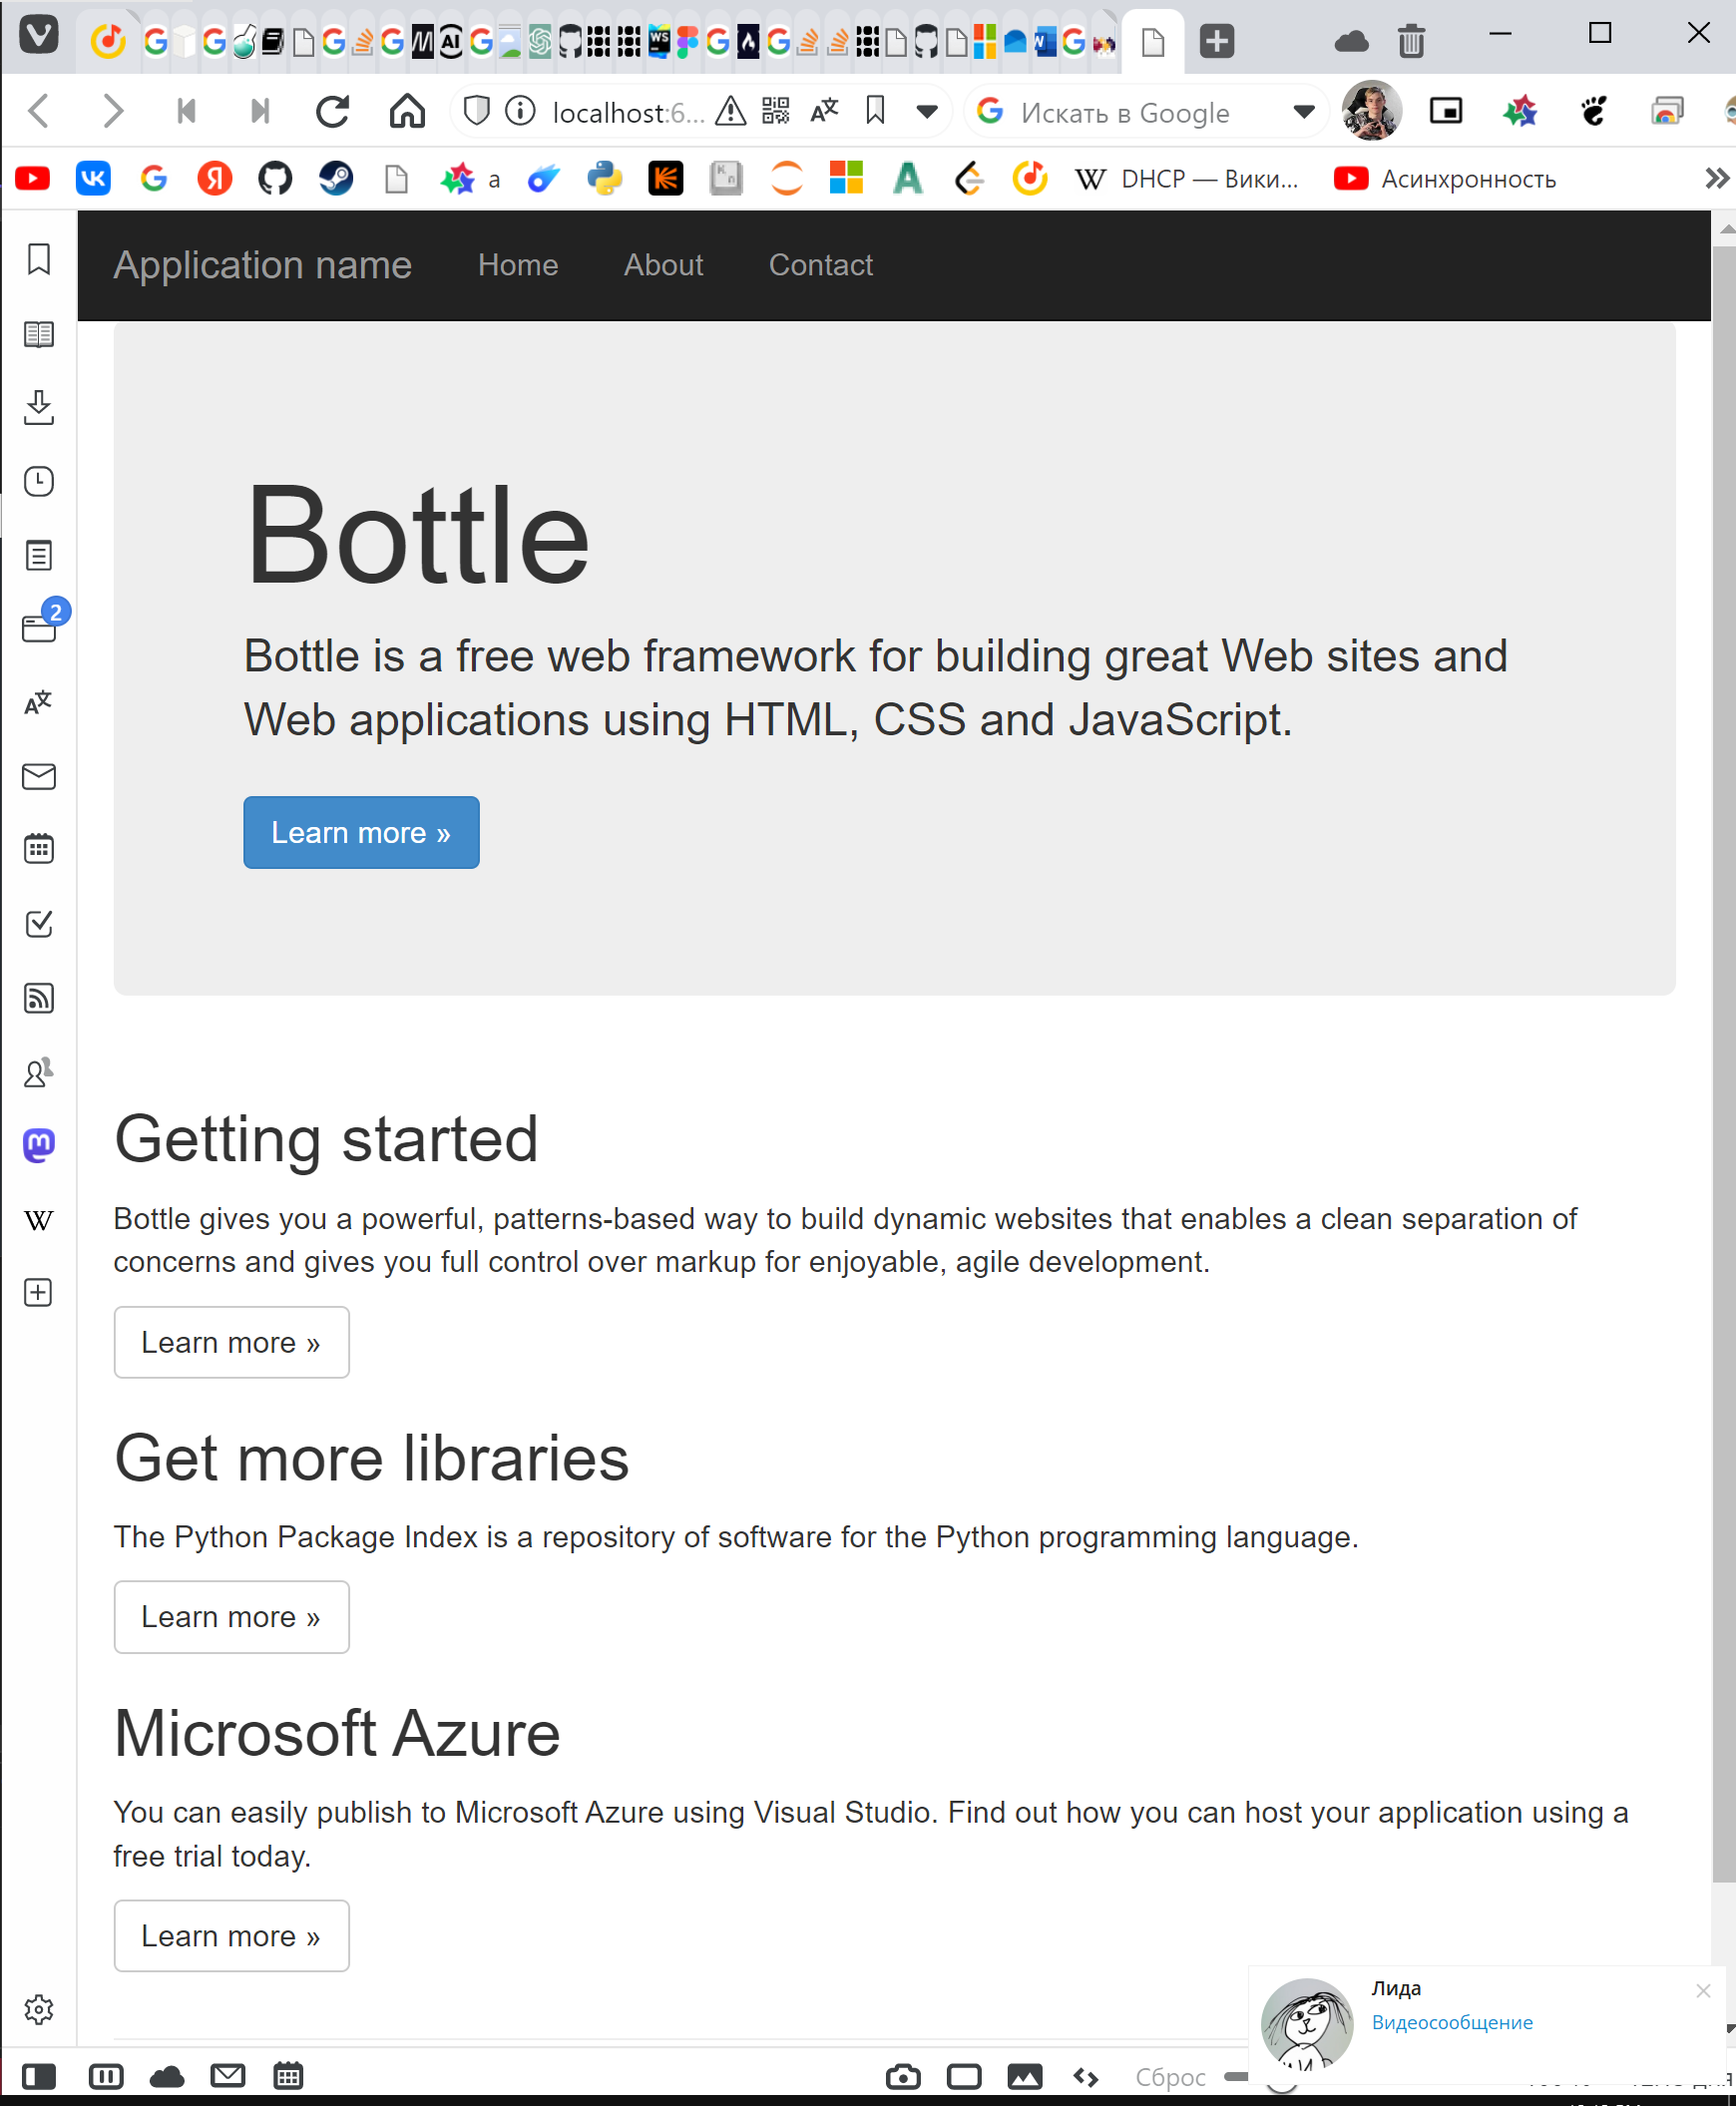 localhost:6...
Искать в Google
a
DHCP — Вики...
Асинхронность
Application name
Home
About
Contact
Bottle
Bottle is a free web framework for building great Web sites and
Web applications using HTML, CSS and JavaScript.
Learn more »
2
Getting started
Bottle gives you a powerful, patterns-based way to build dynamic websites that enables a clean separation of
concerns and gives you full control over markup for enjoyable, agile development.
Learn more »
Get more libraries
The Python Package Index is a repository of software for the Python programming language.
Learn more »
Microsoft Azure
You can easily publish to Microsoft Azure using Visual Studio. Find out how you can host your application using a
free trial today.
Learn more »
Лида
Видеосообщение
Сброс